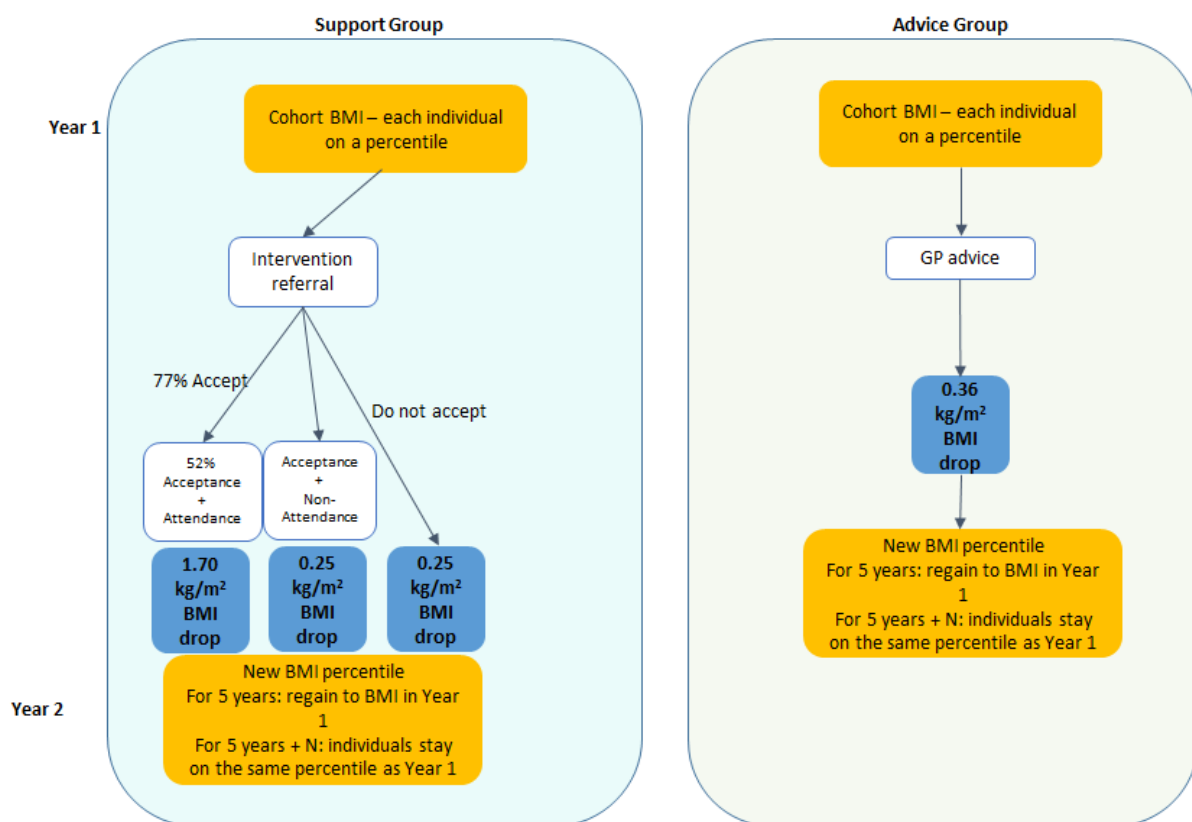 Support Group
Year 1
Cohort BMI – each individual
on a percentile
Intervention
referral
77% Accept
Do not accept
52%
Acceptance
+
Attendance
Acceptance
+
Non-
Attendance
1.70
kg/m²
BMI
drop
0.25
kg/m²
BMI
drop
0.25
kg/m²
BMI
drop
Year 2
New BMI percentile
For 5 years: regain to BMI in Year
1
For 5 years + N: individuals stay
on the same percentile as Year 1
Advice Group
Cohort BMI – each individual
on a percentile
GP advice
0.36
kg/m²
BMI
drop
New BMI percentile
For 5 years: regain to BMI in Year
1
For 5 years + N: individuals stay
on the same percentile as Year 1